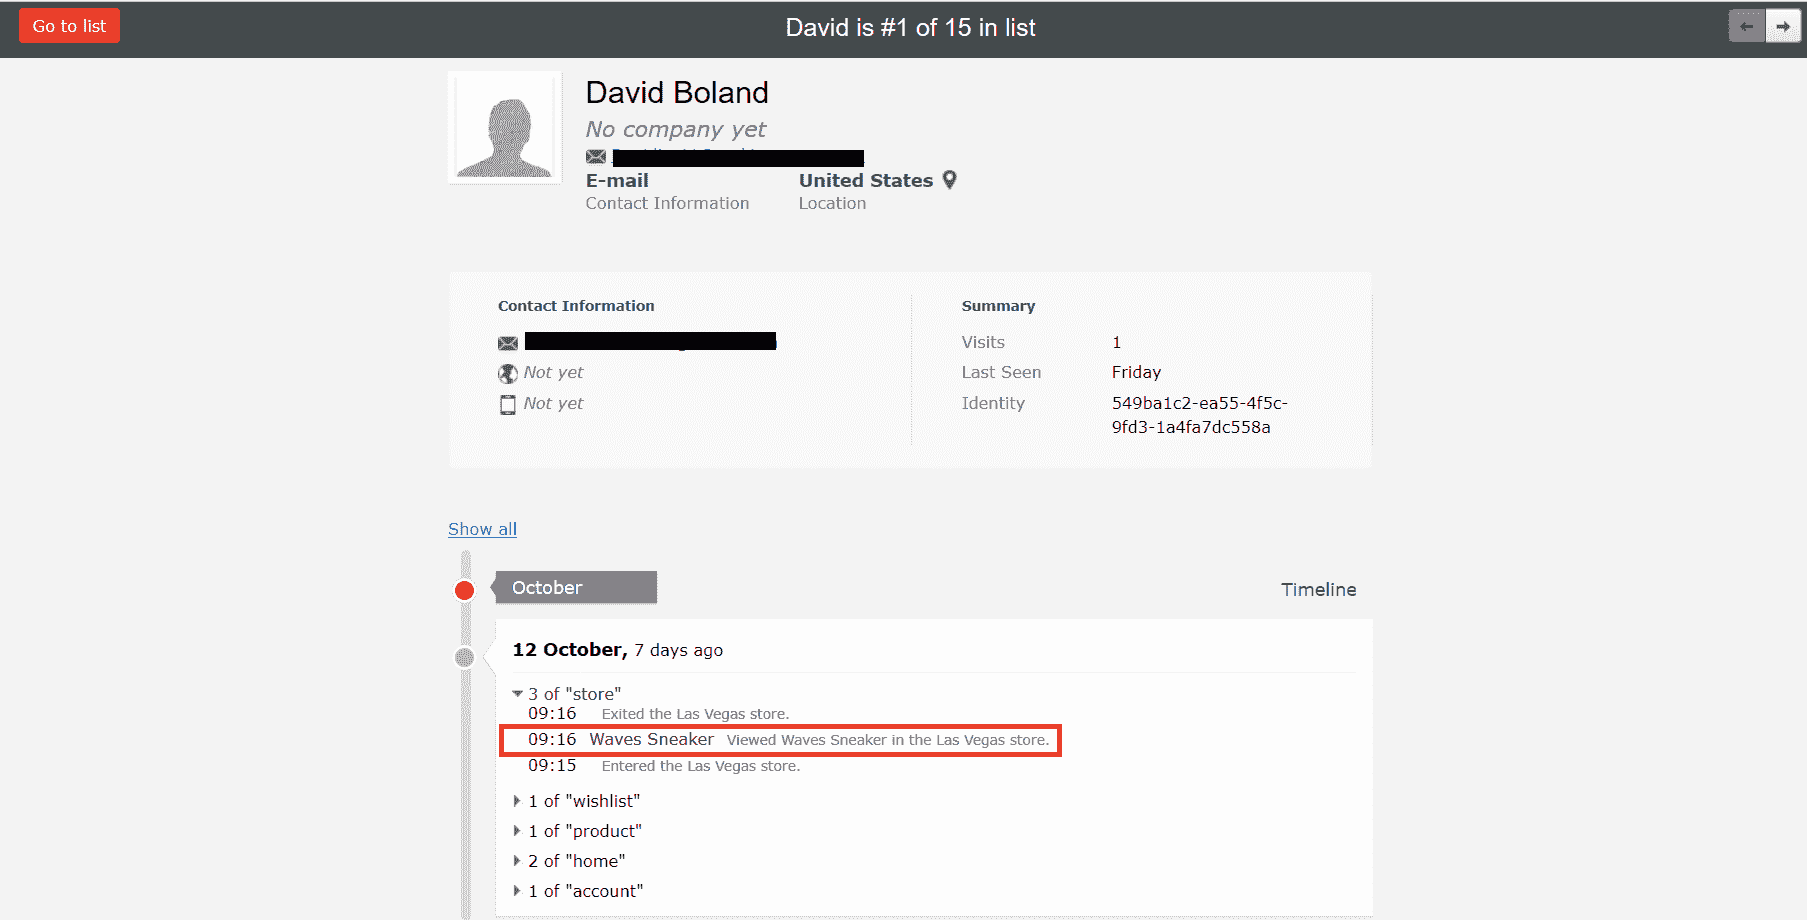 Go to list
David is #1 of 15 in list
David Boland
No company yet
E-mail
United States
Contact Information
Location
Contact Information
Summary
Visits 1
Not yet
Last Seen Friday
Not yet
Identity 549ba1c2-ea55-4f5c-
9fd3-1a4fa7dc558a
Show all
October
Timeline
12 October, 7 days ago
3 of "store"
09:16 Exited the Las Vegas store.
09:16 Waves Sneaker Viewed Waves Sneaker in the Las Vegas store.
09:15 Entered the Las Vegas store.
1 of "wishlist"
1 of "product"
2 of "home"
1 of "account"